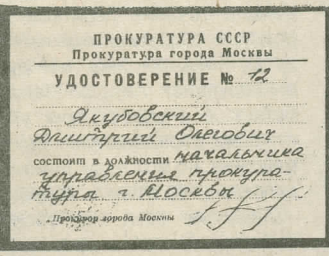 ПРОКУРАТУРА СССР
Прокуратура города Москвы
УДОСТОВЕРЕНИЕ № 12
Якубовский
Дмитрий Олегович
состоит в должности начальника
управления прокура-
туры г. Москвы
Прокурор города Москвы